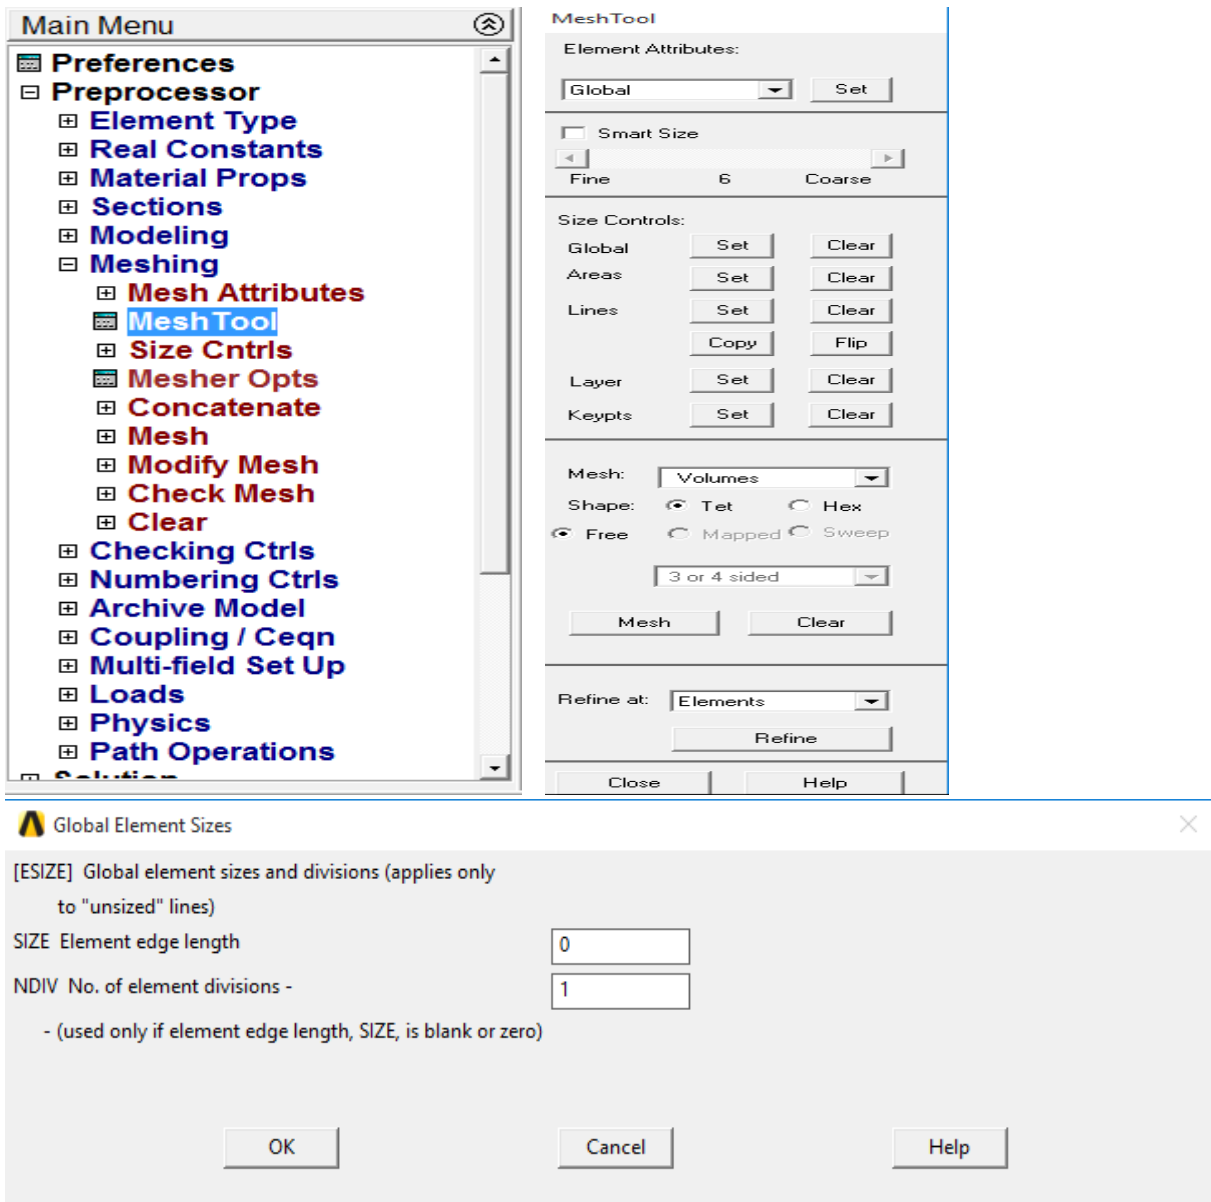 Main Menu
Preferences
Preprocessor
Element Type
Real Constants
Material Props
Sections
Modeling
Meshing
Mesh Attributes
MeshTool
Size Cntrls
Mesher Opts
Concatenate
Mesh
Modify Mesh
Check Mesh
Clear
Checking Ctrls
Numbering Ctrls
Archive Model
Coupling / Ceqn
Multi-field Set Up
Loads
Physics
Path Operations
Solution
MeshTool
Element Attributes:
Global Set
Smart Size
Fine 6 Coarse
Size Controls:
Global Set Clear
Areas Set Clear
Lines Set Clear
Copy Flip
Layer Set Clear
Keypts Set Clear
Mesh: Volumes
Shape: Tet Hex
Free Mapped Sweep
3 or 4 sided
Mesh Clear
Refine at: Elements
Refine
Close Help
Global Element Sizes
[ESIZE] Global element sizes and divisions (applies only
to "unsized" lines)
SIZE Element edge length 0
NDIV No. of element divisions - 1
- (used only if element edge length, SIZE, is blank or zero)
OK Cancel Help